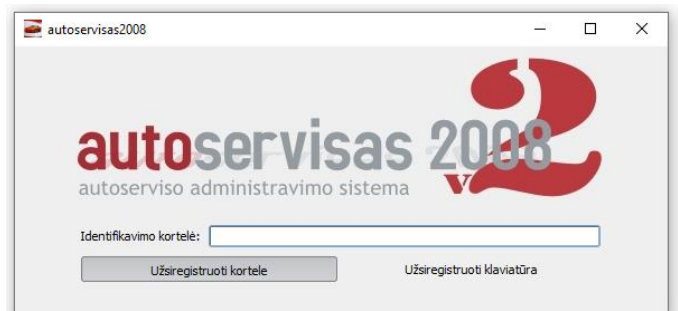 autoservisas2008
autoservisas 2008
v2
autoserviso administravimo sistema
Identifikavimo kortelė:
Užsiregistruoti kortele
Užsiregistruoti klaviatūra